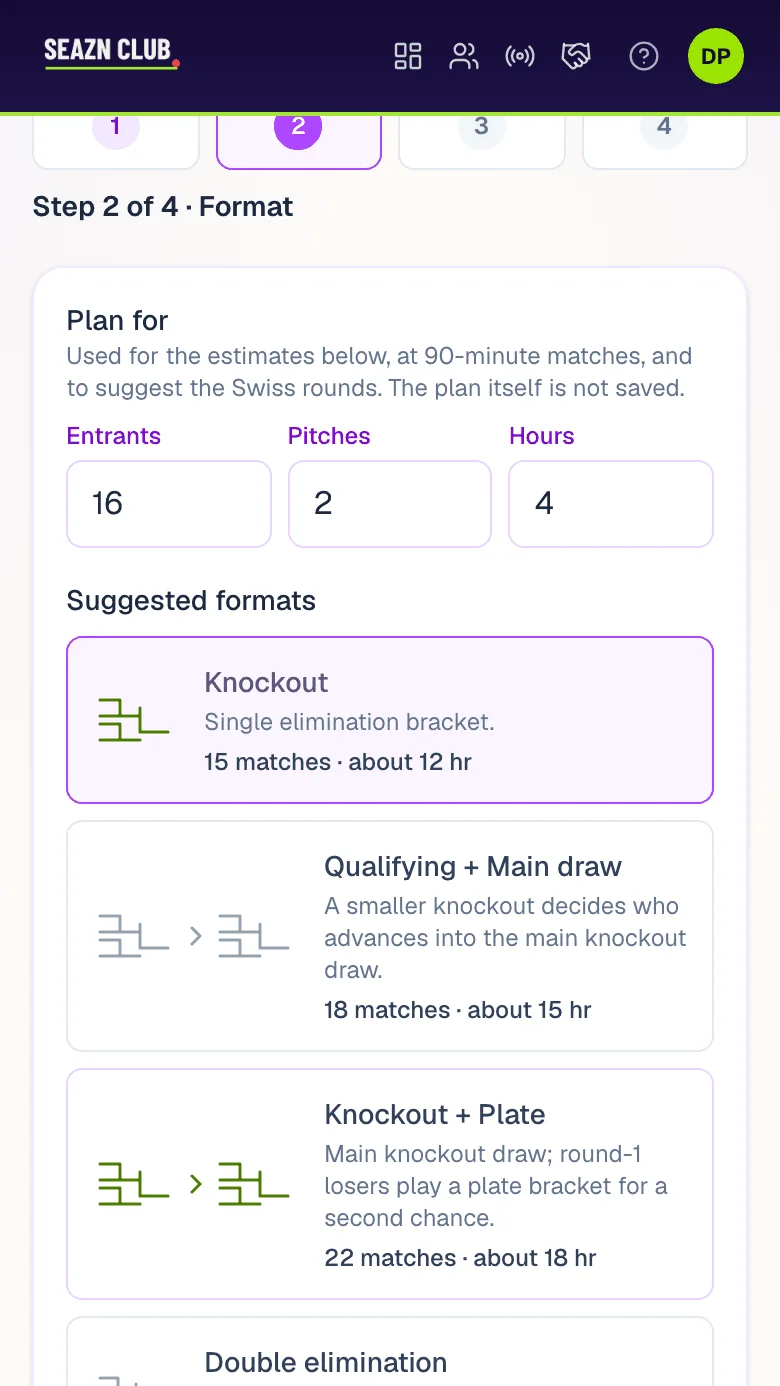 SEAZN CLUB
DP
1
2
3
4
Step 2 of 4 · Format
Plan for
Used for the estimates below, at 90-minute matches, and
to suggest the Swiss rounds. The plan itself is not saved.
Entrants
Pitches
Hours
16
2
4
Suggested formats
Knockout
Single elimination bracket.
15 matches · about 12 hr
Qualifying + Main draw
A smaller knockout decides who
advances into the main knockout
draw.
18 matches · about 15 hr
Knockout + Plate
Main knockout draw; round-1
losers play a plate bracket for a
second chance.
22 matches · about 18 hr
Double elimination